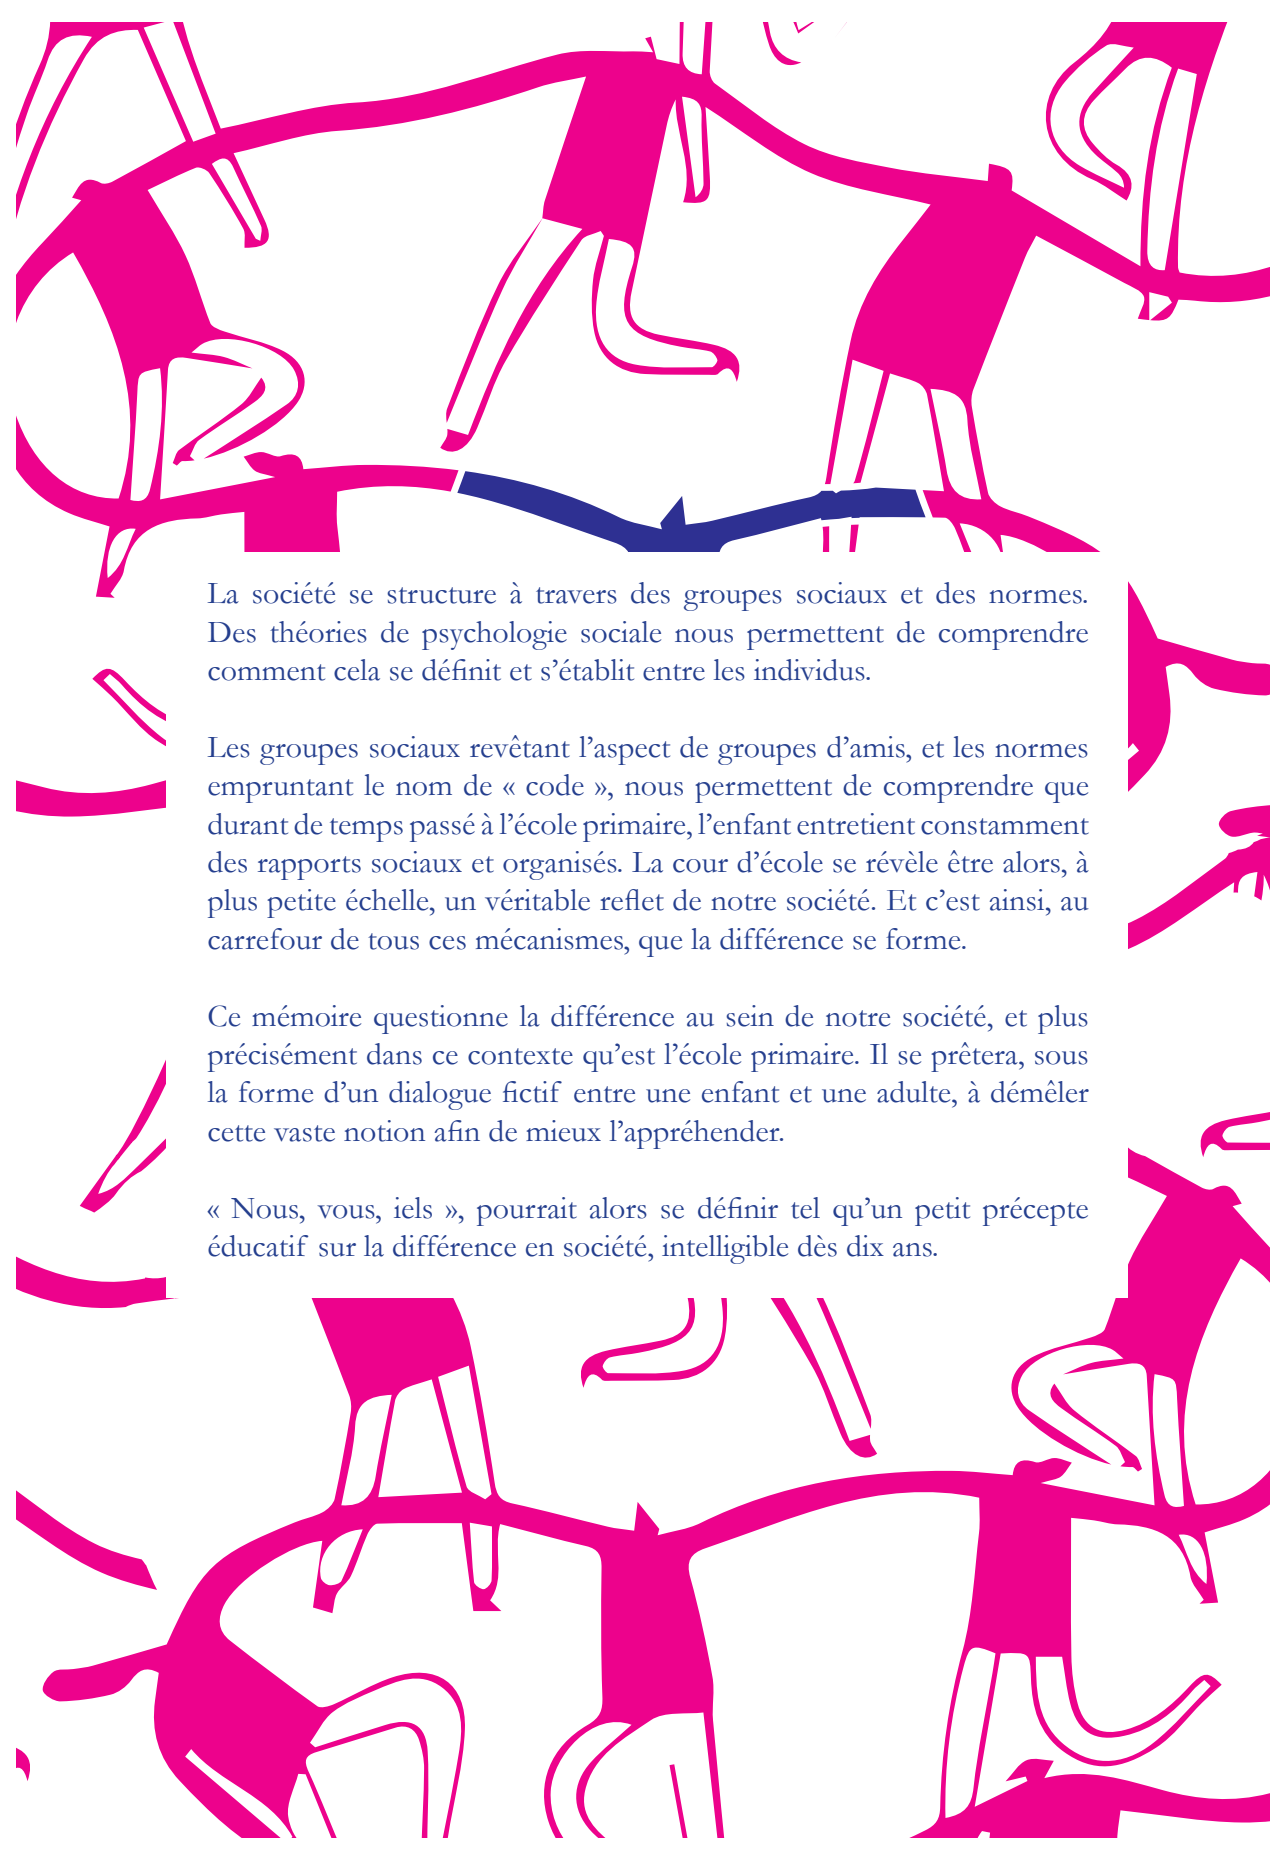 La société se structure à travers des groupes sociaux et des normes.
Des théories de psychologie sociale nous permettent de comprendre
comment cela se définit et s’établit entre les individus.
Les groupes sociaux revêtant l’aspect de groupes d’amis, et les normes
empruntant le nom de « code », nous permettent de comprendre que
durant de temps passé à l’école primaire, l’enfant entretient constamment
des rapports sociaux et organisés. La cour d’école se révèle être alors, à
plus petite échelle, un véritable reflet de notre société. Et c’est ainsi, au
carrefour de tous ces mécanismes, que la différence se forme.
Ce mémoire questionne la différence au sein de notre société, et plus
précisément dans ce contexte qu’est l’école primaire. Il se prêtera, sous
la forme d’un dialogue fictif entre une enfant et une adulte, à démêler
cette vaste notion afin de mieux l’appréhender.
« Nous, vous, iels », pourrait alors se définir tel qu’un petit précepte
éducatif sur la différence en société, intelligible dès dix ans.